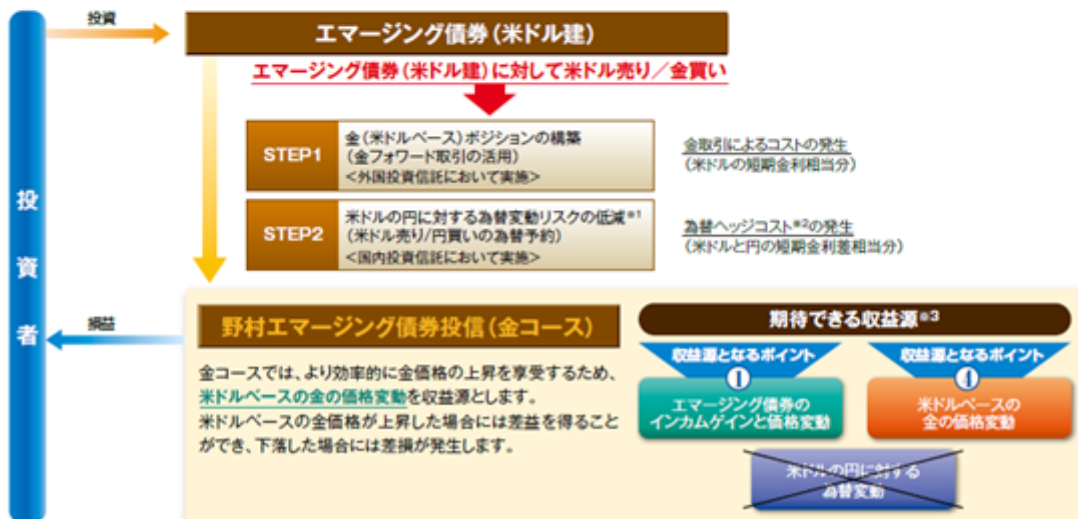 投資
エマージング債券(米ドル建)
エマージング債券(米ドル建)に対して米ドル売り/金買い
STEP1
金(米ドルベース)ポジションの構築
(金フォワード取引の活用)
<外国投資信託において実施>
金取引によるコストの発生
(米ドルの短期金利相当分)
STEP2
米ドルの円に対する為替変動リスクの低減※1
(米ドル売り/円買いの為替予約)
<国内投資信託において実施>
為替ヘッジコスト※2の発生
(米ドルと円の短期金利差相当分)
投資者
損益
野村エマージング債券投信(金コース)
金コースでは、より効率的に金価格の上昇を享受するため、
米ドルベースの金の価格変動を収益源とします。
米ドルベースの金価格が上昇した場合には差益を得ること
ができ、下落した場合には差損が発生します。
期待できる収益源※3
収益源となるポイント
1
エマージング債券の
インカムゲインと価格変動
収益源となるポイント
4
米ドルベースの
金の価格変動
米ドルの円に対する
為替変動